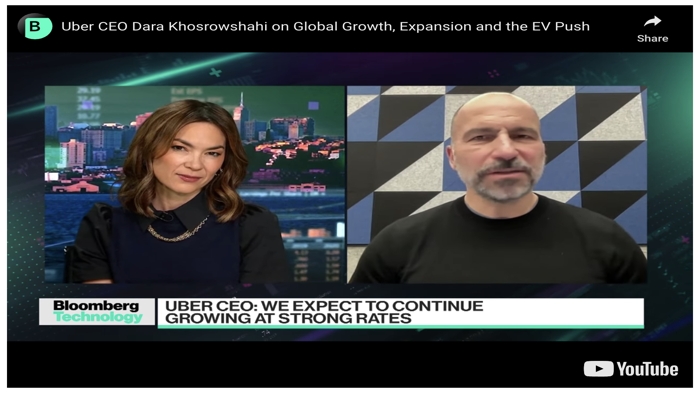 B
Uber CEO Dara Khosrowshahi on Global Growth, Expansion and the EV Push
Share
Bloomberg
Technology
UBER CEO: WE EXPECT TO CONTINUE
GROWING AT STRONG RATES
YouTube